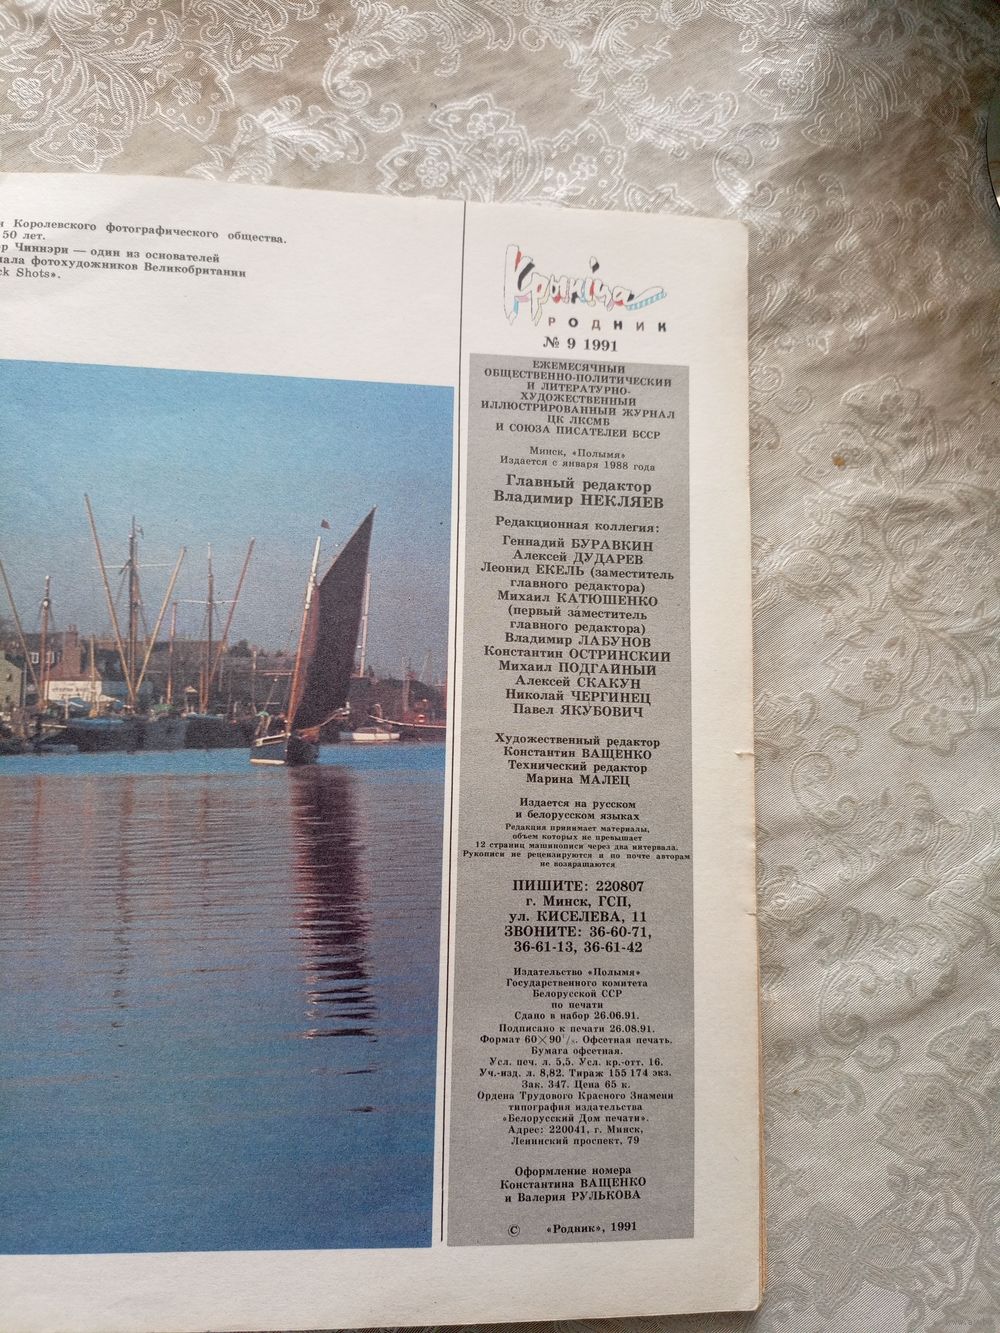 Королевского фотографического общества.
50 лет.
р Чиннэри — один из основателей
нала фотохудожников Великобритании
ck Shots».
Крыніца
РОДНИК
№ 9 1991
ЕЖЕМЕСЯЧНЫЙ
ОБЩЕСТВЕННО-ПОЛИТИЧЕСКИЙ
И ЛИТЕРАТУРНО-
ХУДОЖЕСТВЕННЫЙ
ИЛЛЮСТРИРОВАННЫЙ ЖУРНАЛ
ЦК ЛКСМБ
И СОЮЗА ПИСАТЕЛЕЙ БССР
Минск, «Полымя»
Издается с января 1988 года
Главный редактор
Владимир НЕКЛЯЕВ
Редакционная коллегия:
Геннадий БУРАВКИН
Алексей ДУДАРЕВ
Леонид ЕКЕЛЬ (заместитель
главного редактора)
Михаил КАТЮШЕНКО
(первый заместитель
главного редактора)
Владимир ЛАБУНОВ
Константин ОСТРИНСКИЙ
Михаил ПОДГАЙНЫЙ
Алексей СКАКУН
Николай ЧЕРГИНЕЦ
Павел ЯКУБОВИЧ
Художественный редактор
Константин ВАЩЕНКО
Технический редактор
Марина МАЛЕЦ
Издается на русском
и белорусском языках
Редакция принимает материалы,
объем которых не превышает
12 страниц машинописи через два интервала.
Рукописи не рецензируются и по почте авторам
не возвращаются
ПИШИТЕ: 220807
г. Минск, ГСП,
ул. КИСЕЛЕВА, 11
ЗВОНИТЕ: 36-60-71,
36-61-13, 36-61-42
Издательство «Полымя»
Государственного комитета
Белорусской ССР
по печати
Сдано в набор 26.06.91.
Подписано к печати 26.08.91.
Формат 60×90¹/₈. Офсетная печать.
Бумага офсетная.
Усл. печ. л. 5,5. Усл. кр.-отт. 16.
Уч.-изд. л. 8,82. Тираж 155 174 экз.
Зак. 347. Цена 65 к.
Ордена Трудового Красного Знамени
типография издательства
«Белорусский Дом печати».
Адрес: 220041, г. Минск,
Ленинский проспект, 79
Оформление номера
Константина ВАЩЕНКО
и Валерия РУЛЬКОВА
© «Родник», 1991